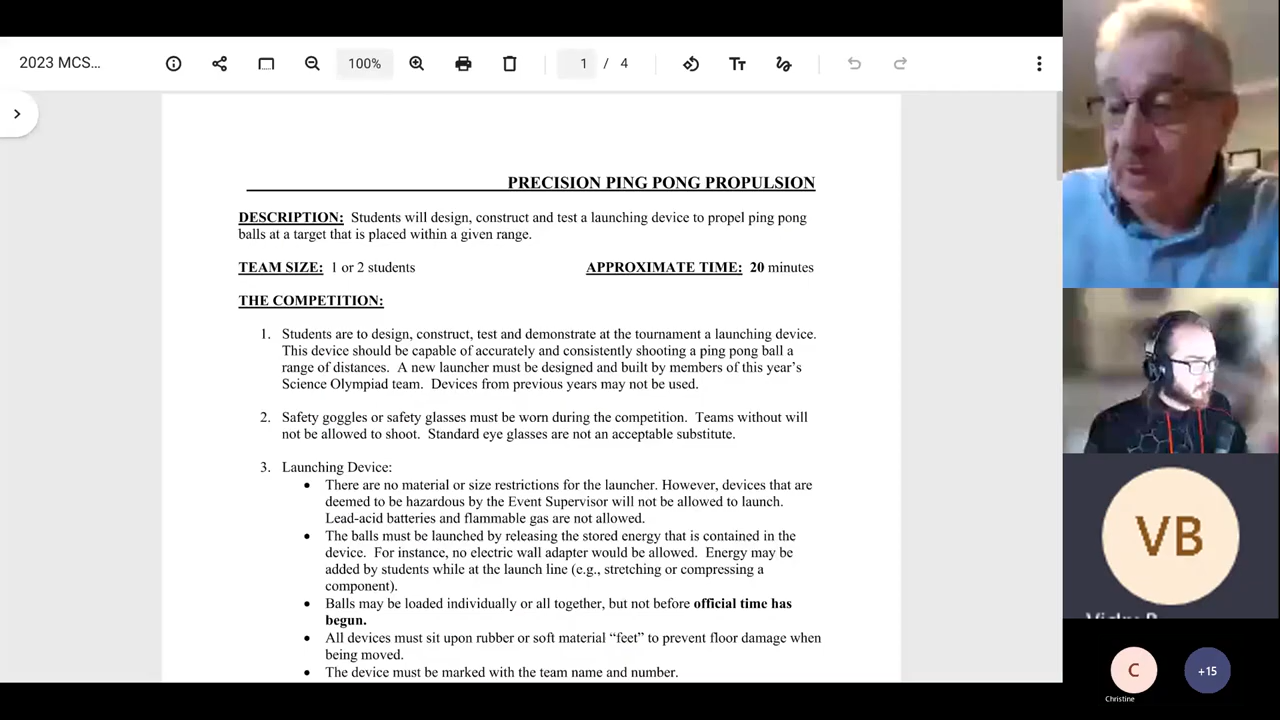 2023 MCS...
100%
1 / 4
PRECISION PING PONG PROPULSION
DESCRIPTION: Students will design, construct and test a launching device to propel ping pong
balls at a target that is placed within a given range.
TEAM SIZE: 1 or 2 students APPROXIMATE TIME: 20 minutes
THE COMPETITION:
1. Students are to design, construct, test and demonstrate at the tournament a launching device.
This device should be capable of accurately and consistently shooting a ping pong ball a
range of distances. A new launcher must be designed and built by members of this year's
Science Olympiad team. Devices from previous years may not be used.
2. Safety goggles or safety glasses must be worn during the competition. Teams without will
not be allowed to shoot. Standard eye glasses are not an acceptable substitute.
3. Launching Device:
• There are no material or size restrictions for the launcher. However, devices that are
deemed to be hazardous by the Event Supervisor will not be allowed to launch.
Lead-acid batteries and flammable gas are not allowed.
• The balls must be launched by releasing the stored energy that is contained in the
device. For instance, no electric wall adapter would be allowed. Energy may be
added by students while at the launch line (e.g., stretching or compressing a
component).
• Balls may be loaded individually or all together, but not before official time has
begun.
• All devices must sit upon rubber or soft material “feet” to prevent floor damage when
being moved.
• The device must be marked with the team name and number.
VB
C
+15
Christine